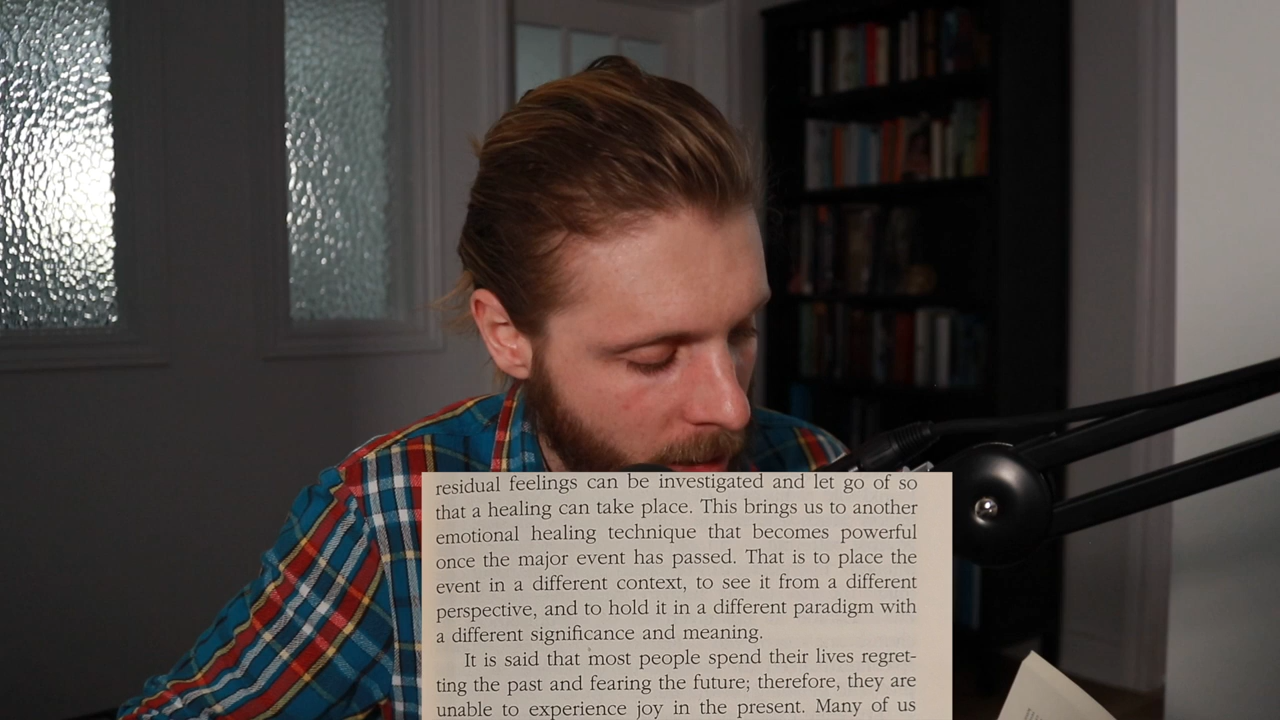 residual feelings can be investigated and let go of so
that a healing can take place. This brings us to another
emotional healing technique that becomes powerful
once the major event has passed. That is to place the
event in a different context, to see it from a different
perspective, and to hold it in a different paradigm with
a different significance and meaning.
It is said that most people spend their lives regret-
ting the past and fearing the future; therefore, they are
unable to experience joy in the present. Many of us